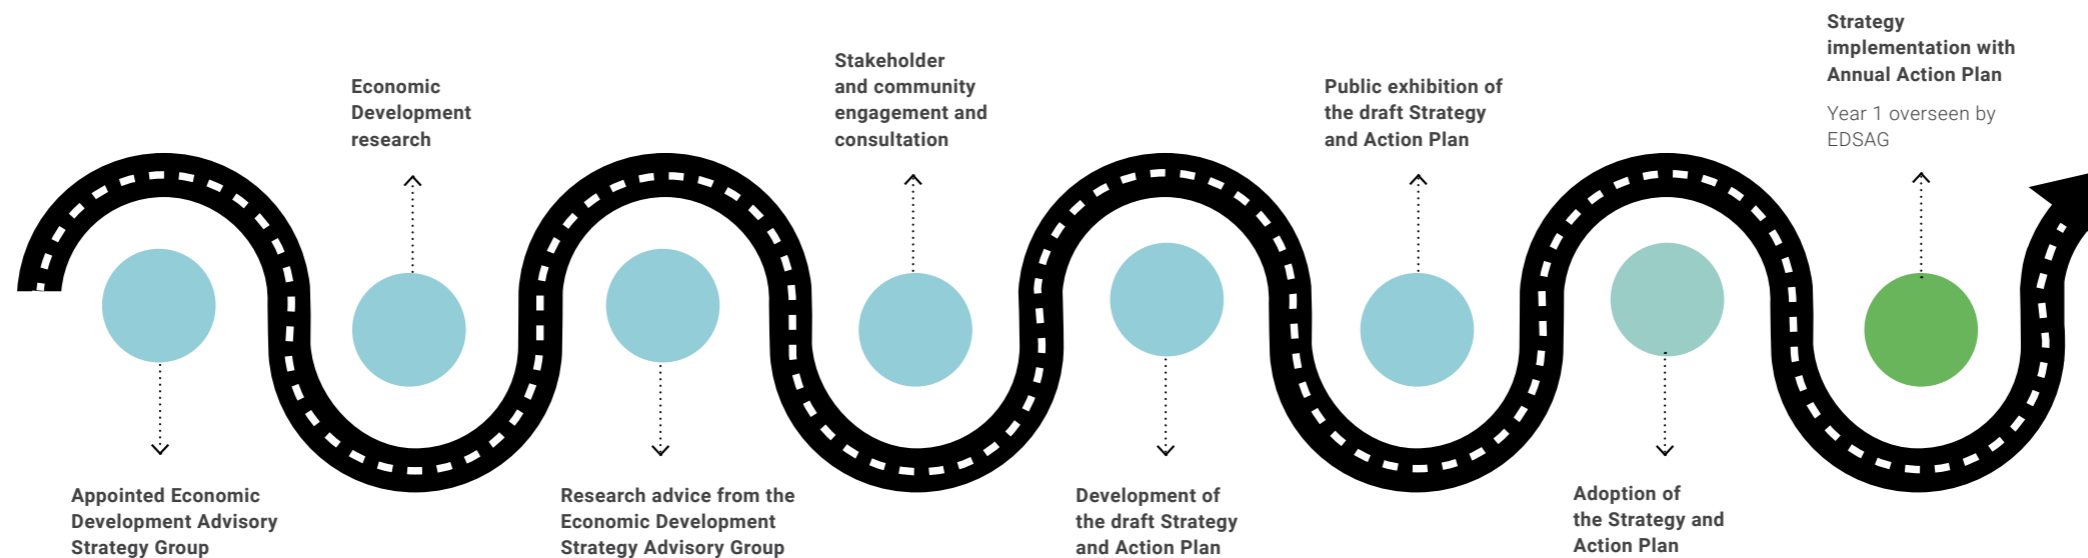 Appointed Economic
Development Advisory
Strategy Group
Economic
Development
research
Research advice from the
Economic Development
Strategy Advisory Group
Stakeholder
and community
engagement and
consultation
Development of
the draft Strategy
and Action Plan
Public exhibition of
the draft Strategy
and Action Plan
Adoption of
the Strategy and
Action Plan
Strategy
implementation with
Annual Action Plan
Year 1 overseen by
EDSAG